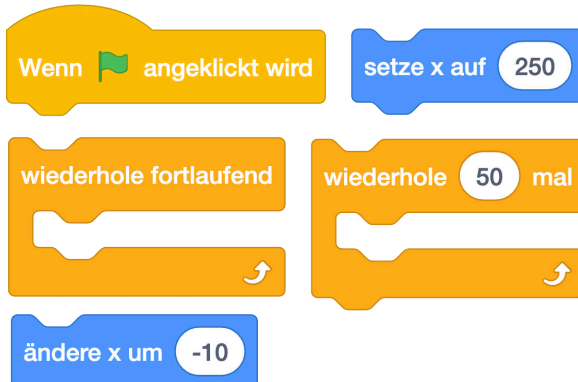 Wenn angeklickt wird
setze x auf 250
wiederhole fortlaufend
wiederhole 50 mal
ändere x um -10